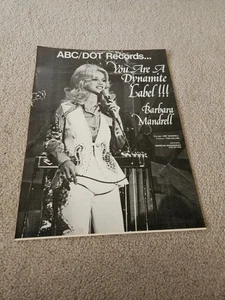 ABC/DOT Records...
You Are A
Dynamite
Label!!!
Barbara
Mandrell